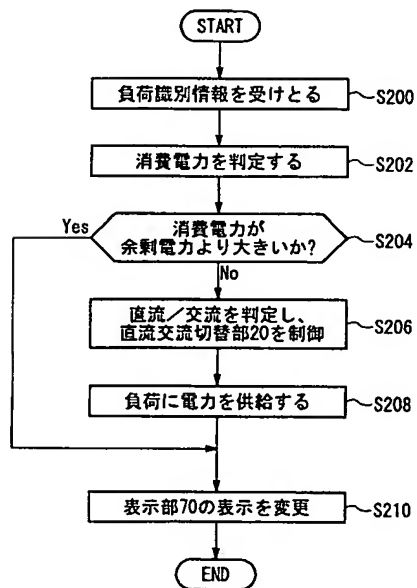 START
負荷識別情報を受けとる
S200
消費電力を判定する
S202
Yes
消費電力が
余剰電力より大きいか?
S204
No
直流/交流を判定し、
直流交流切替部20を制御
S206
負荷に電力を供給する
S208
表示部70の表示を変更
S210
END